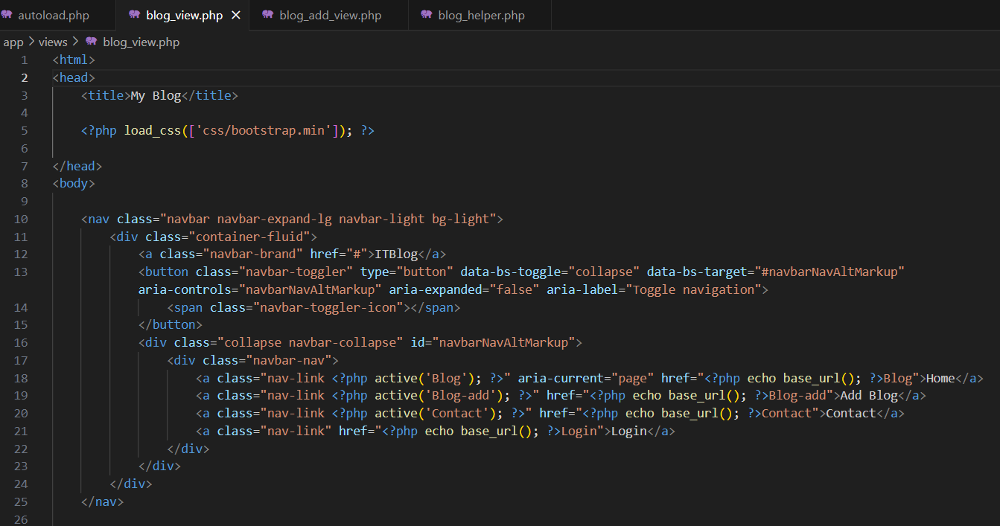 autoload.php blog_view.php × blog_add_view.php blog_helper.php
app > views > blog_view.php
1 <html>
2 <head>
3 <title>My Blog</title>
4
5 <?php load_css(['css/bootstrap.min']); ?>
6
7 </head>
8 <body>
9
10 <nav class="navbar navbar-expand-lg navbar-light bg-light">
11 <div class="container-fluid">
12 <a class="navbar-brand" href="#">ITBlog</a>
13 <button class="navbar-toggler" type="button" data-bs-toggle="collapse" data-bs-target="#navbarNavAltMarkup"
aria-controls="navbarNavAltMarkup" aria-expanded="false" aria-label="Toggle navigation">
14 <span class="navbar-toggler-icon"></span>
15 </button>
16 <div class="collapse navbar-collapse" id="navbarNavAltMarkup">
17 <div class="navbar-nav">
18 <a class="nav-link <?php active('Blog'); ?>" aria-current="page" href="<?php echo base_url(); ?>Blog">Home</a>
19 <a class="nav-link <?php active('Blog-add'); ?>" href="<?php echo base_url(); ?>Blog-add">Add Blog</a>
20 <a class="nav-link <?php active('Contact'); ?>" href="<?php echo base_url(); ?>Contact">Contact</a>
21 <a class="nav-link" href="<?php echo base_url(); ?>Login">Login</a>
22 </div>
23 </div>
24 </div>
25 </nav>
26